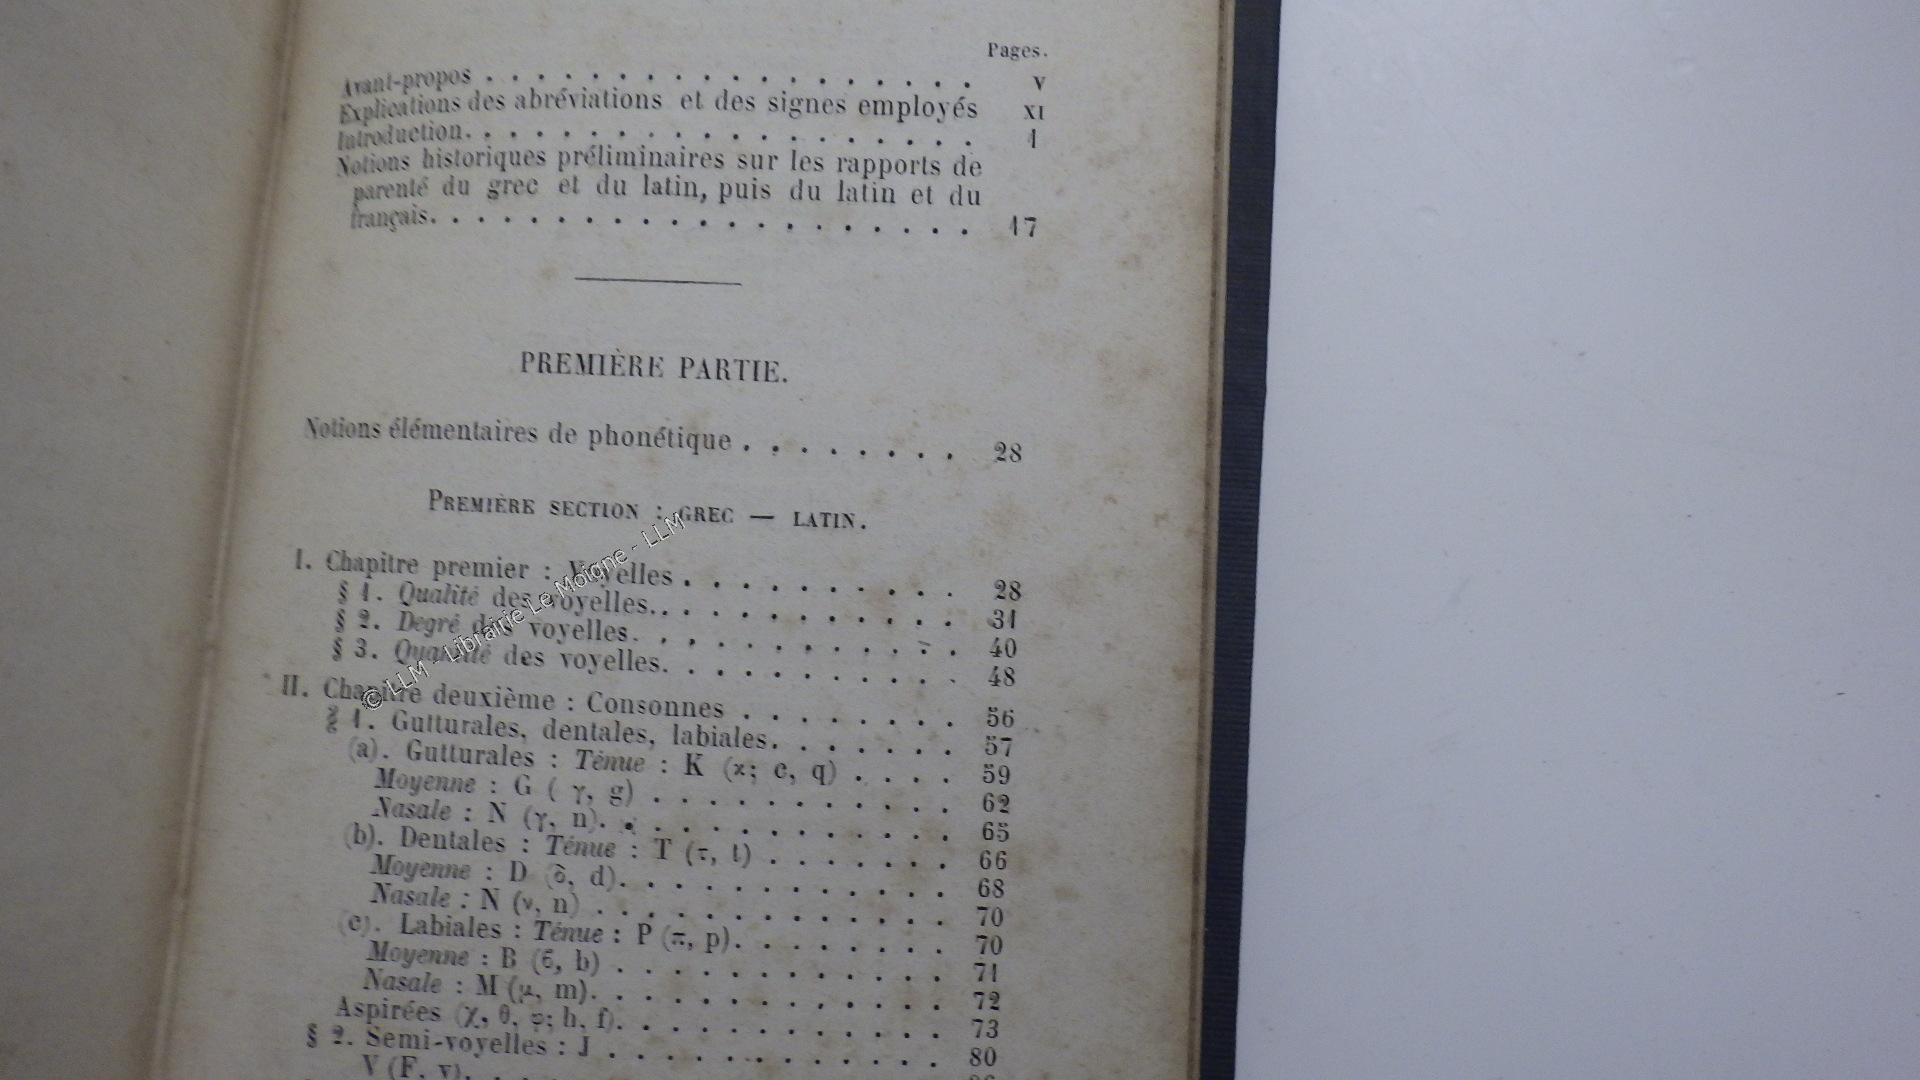 Pages.
Avant-propos . . . . . . . . . . . . . . . . . . . V
Explications des abréviations et des signes employés XI
Introduction. . . . . . . . . . . . . . . . . . . 1
Notions historiques préliminaires sur les rapports de
parenté du grec et du latin, puis du latin et du
français. . . . . . . . . . . . . . . . . . . 17
PREMIÈRE PARTIE.
Notions élémentaires de phonétique . . . . . . . . 28
PREMIÈRE SECTION : GREC — LATIN.
I. Chapitre premier : Voyelles . . . . . . . . . . 28
§ 1. Qualité des voyelles. . . . . . . . . . . . 31
§ 2. Degré des voyelles. . . . . . . . . . . . 40
§ 3. Quantité des voyelles. . . . . . . . . . . 48
II. Chapitre deuxième : Consonnes . . . . . . . . 56
§ 1. Gutturales, dentales, labiales. . . . . . . 57
(a). Gutturales : Ténue : K (κ; c, q) . . . . 59
Moyenne : G ( γ, g) . . . . . . . . . . . 62
Nasale : N (γ, n). . . . . . . . . . . . 65
(b). Dentales : Ténue : T (τ, t) . . . . . . . 66
Moyenne : D (δ, d). . . . . . . . . . . . 68
Nasale : N (ν, n) . . . . . . . . . . . . 70
(c). Labiales : Ténue : P (π, p). . . . . . . . 70
Moyenne : B (ϐ, b) . . . . . . . . . . . 71
Nasale : M (μ, m). . . . . . . . . . . . 72
Aspirées (χ, θ, φ; h, f). . . . . . . . . . . 73
§ 2. Semi-voyelles : J . . . . . . . . . . . . 80
V (F, v). . . .
© LLM - Librairie Le Moigne - LLM